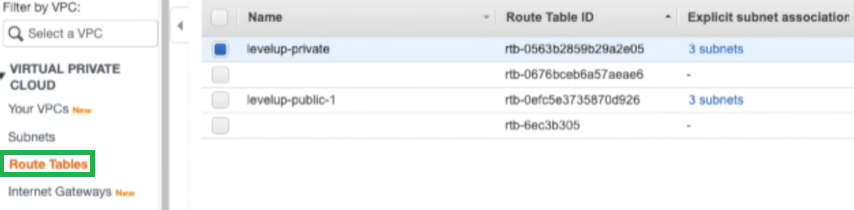 Filter by VPC:
Select a VPC
VIRTUAL PRIVATE
CLOUD
Your VPCs New
Subnets
Route Tables
Internet Gateways New
Name Route Table ID Explicit subnet association
levelup-private rtb-0563b2859b29a2e05 3 subnets
rtb-0676bceb6a57aeae6 -
levelup-public-1 rtb-0efc5e3735870d926 3 subnets
rtb-6ec3b305 -